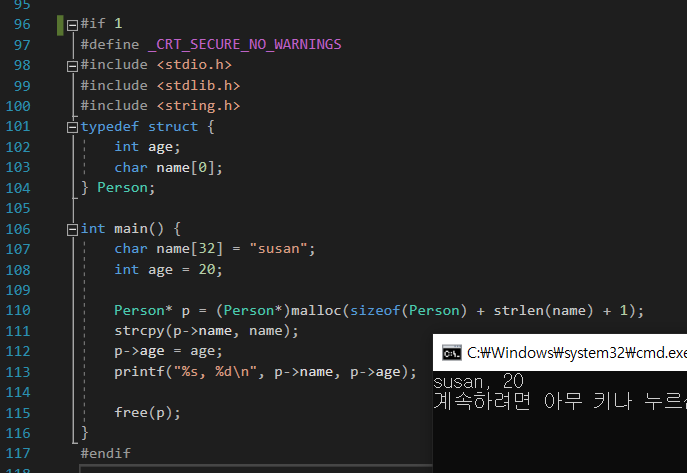 95
96 #if 1
97 #define _CRT_SECURE_NO_WARNINGS
98 #include <stdio.h>
99 #include <stdlib.h>
100 #include <string.h>
101 typedef struct {
102 int age;
103 char name[0];
104 } Person;
105
106 int main() {
107 char name[32] = "susan";
108 int age = 20;
109
110 Person* p = (Person*)malloc(sizeof(Person) + strlen(name) + 1);
111 strcpy(p->name, name);
112 p->age = age;
113 printf("%s, %d\n", p->name, p->age);
114
115 free(p);
116 }
117 #endif
118
C:₩Windows₩system32₩cmd.exe
susan, 20
계속하려면 아무 키나